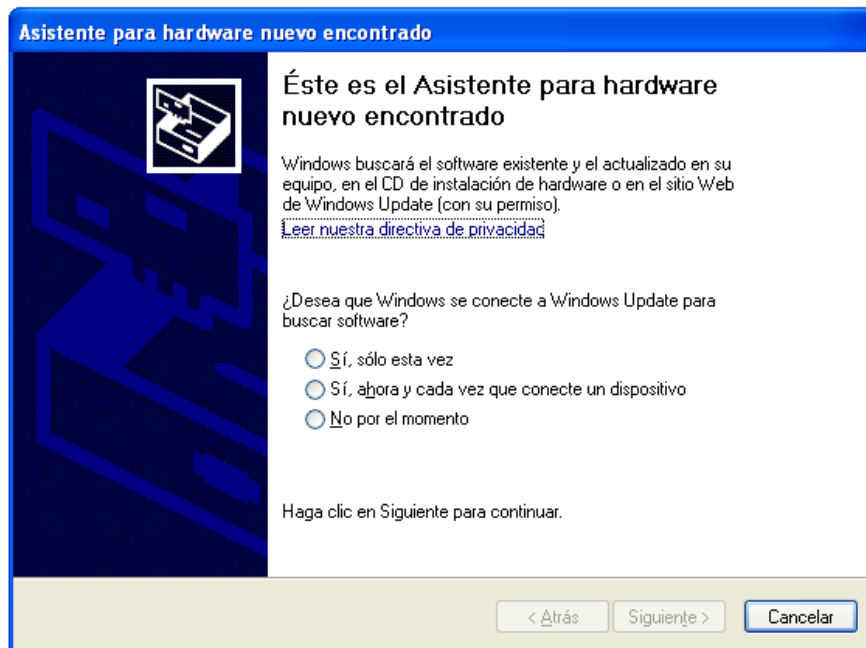 Asistente para hardware nuevo encontrado
Éste es el Asistente para hardware
nuevo encontrado
Windows buscará el software existente y el actualizado en su
equipo, en el CD de instalación de hardware o en el sitio Web
de Windows Update (con su permiso).
Leer nuestra directiva de privacidad
¿Desea que Windows se conecte a Windows Update para
buscar software?
Sí, sólo esta vez
Sí, ahora y cada vez que conecte un dispositivo
No por el momento
Haga clic en Siguiente para continuar.
< Atrás Siguiente > Cancelar